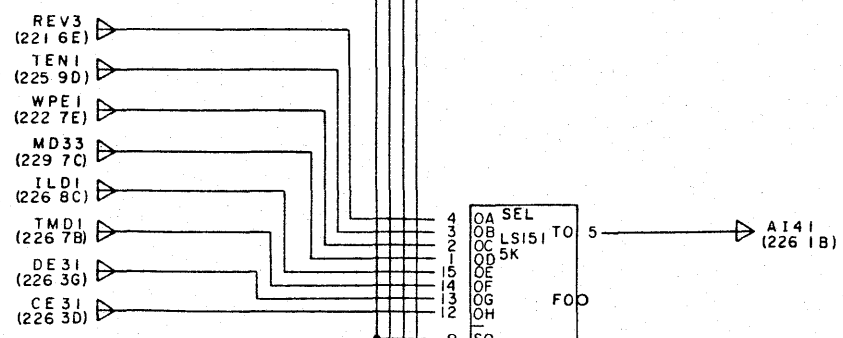 REV3
(221 6E)
TEN1
(225 9D)
WPE1
(222 7E)
MD33
(229 7C)
ILD1
(226 8C)
TMD1
(226 7B)
DE31
(226 3G)
CE31
(226 3D)
4 OA SEL
3 OB
2 OC LS151 TO 5
1 OD 5K
15 OE
14 OF
13 OG FO
12 OH
AI41
(226 1B)